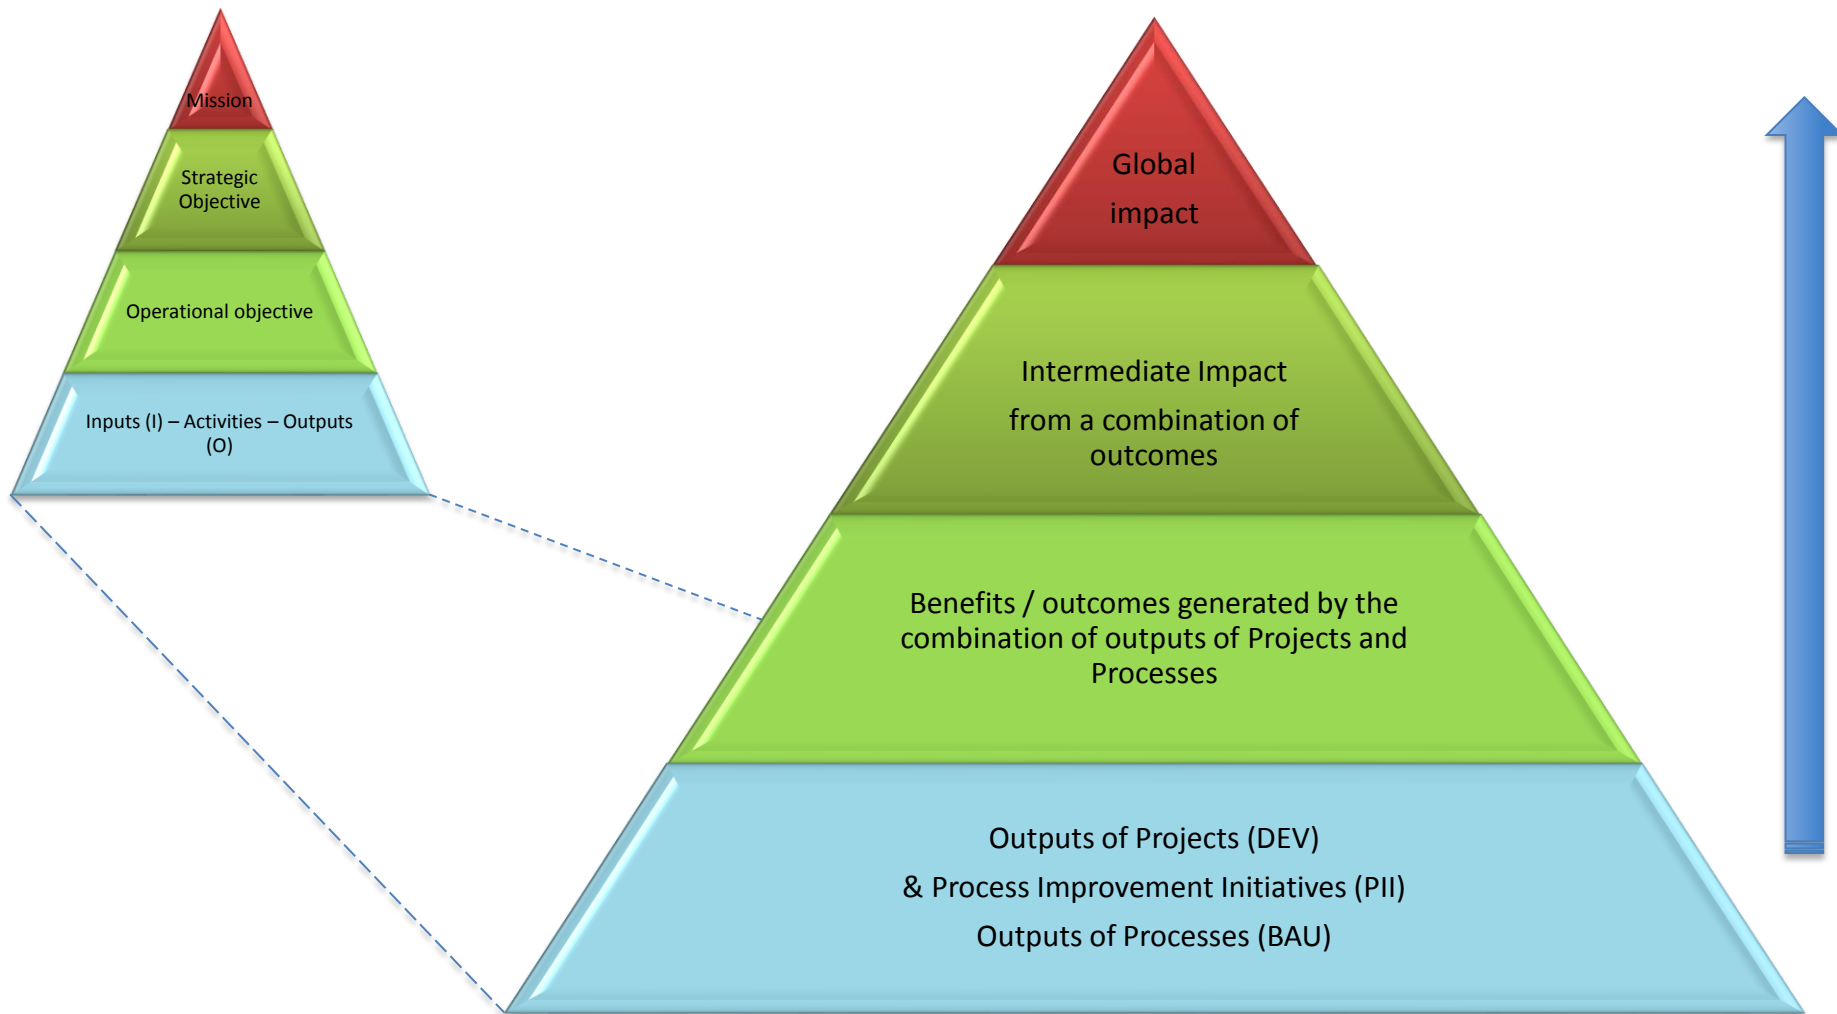 Mission
Strategic
Objective
Operational objective
Inputs (I) – Activities – Outputs
(O)
Global
impact
Intermediate Impact
from a combination of
outcomes
Benefits / outcomes generated by the
combination of outputs of Projects and
Processes
Outputs of Projects (DEV)
& Process Improvement Initiatives (PII)
Outputs of Processes (BAU)